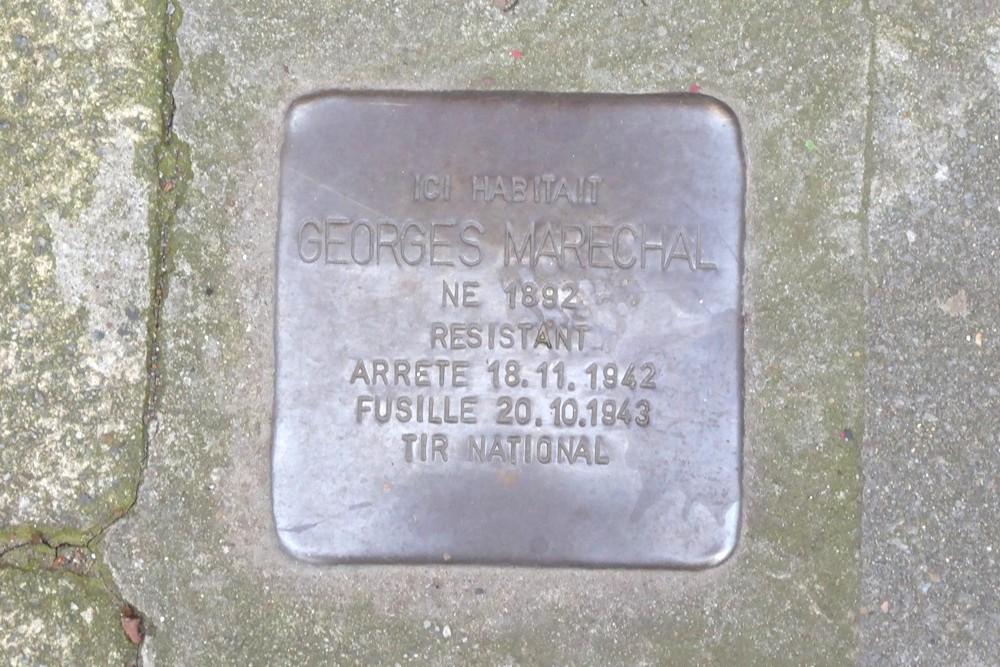 ICI HABITAIT
GEORGES MARECHAL
NE 1892
RESISTANT
ARRETE 18.11.1942
FUSILLE 20.10.1943
TIR NATIONAL